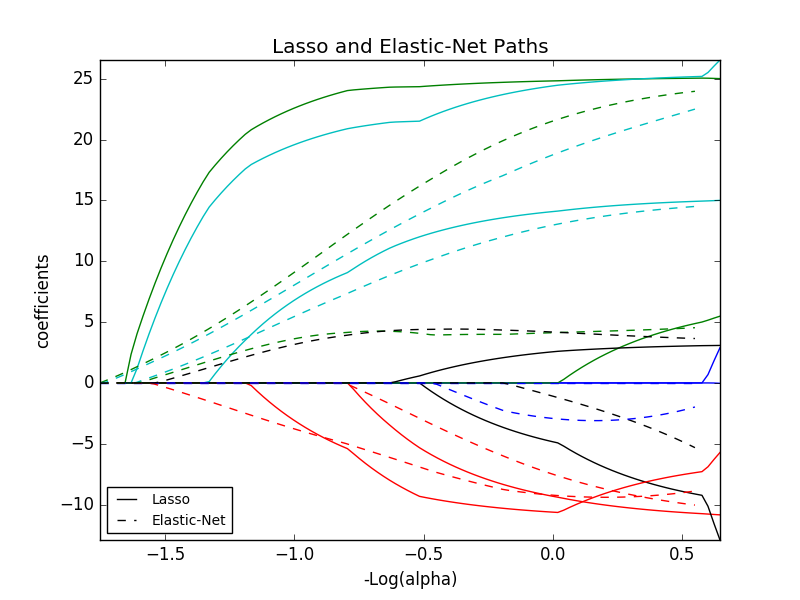 Lasso and Elastic-Net Paths
25
20
15
10
5
0
−5
−10
coefficients
Lasso
Elastic-Net
−1.5 −1.0 −0.5 0.0 0.5
-Log(alpha)